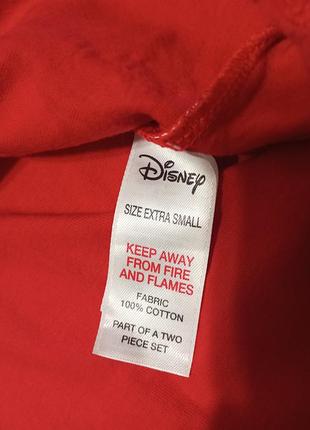 Disney
SIZE EXTRA SMALL
KEEP AWAY
FROM FIRE
AND FLAMES
FABRIC
100% COTTON
PART OF A TWO
PIECE SET